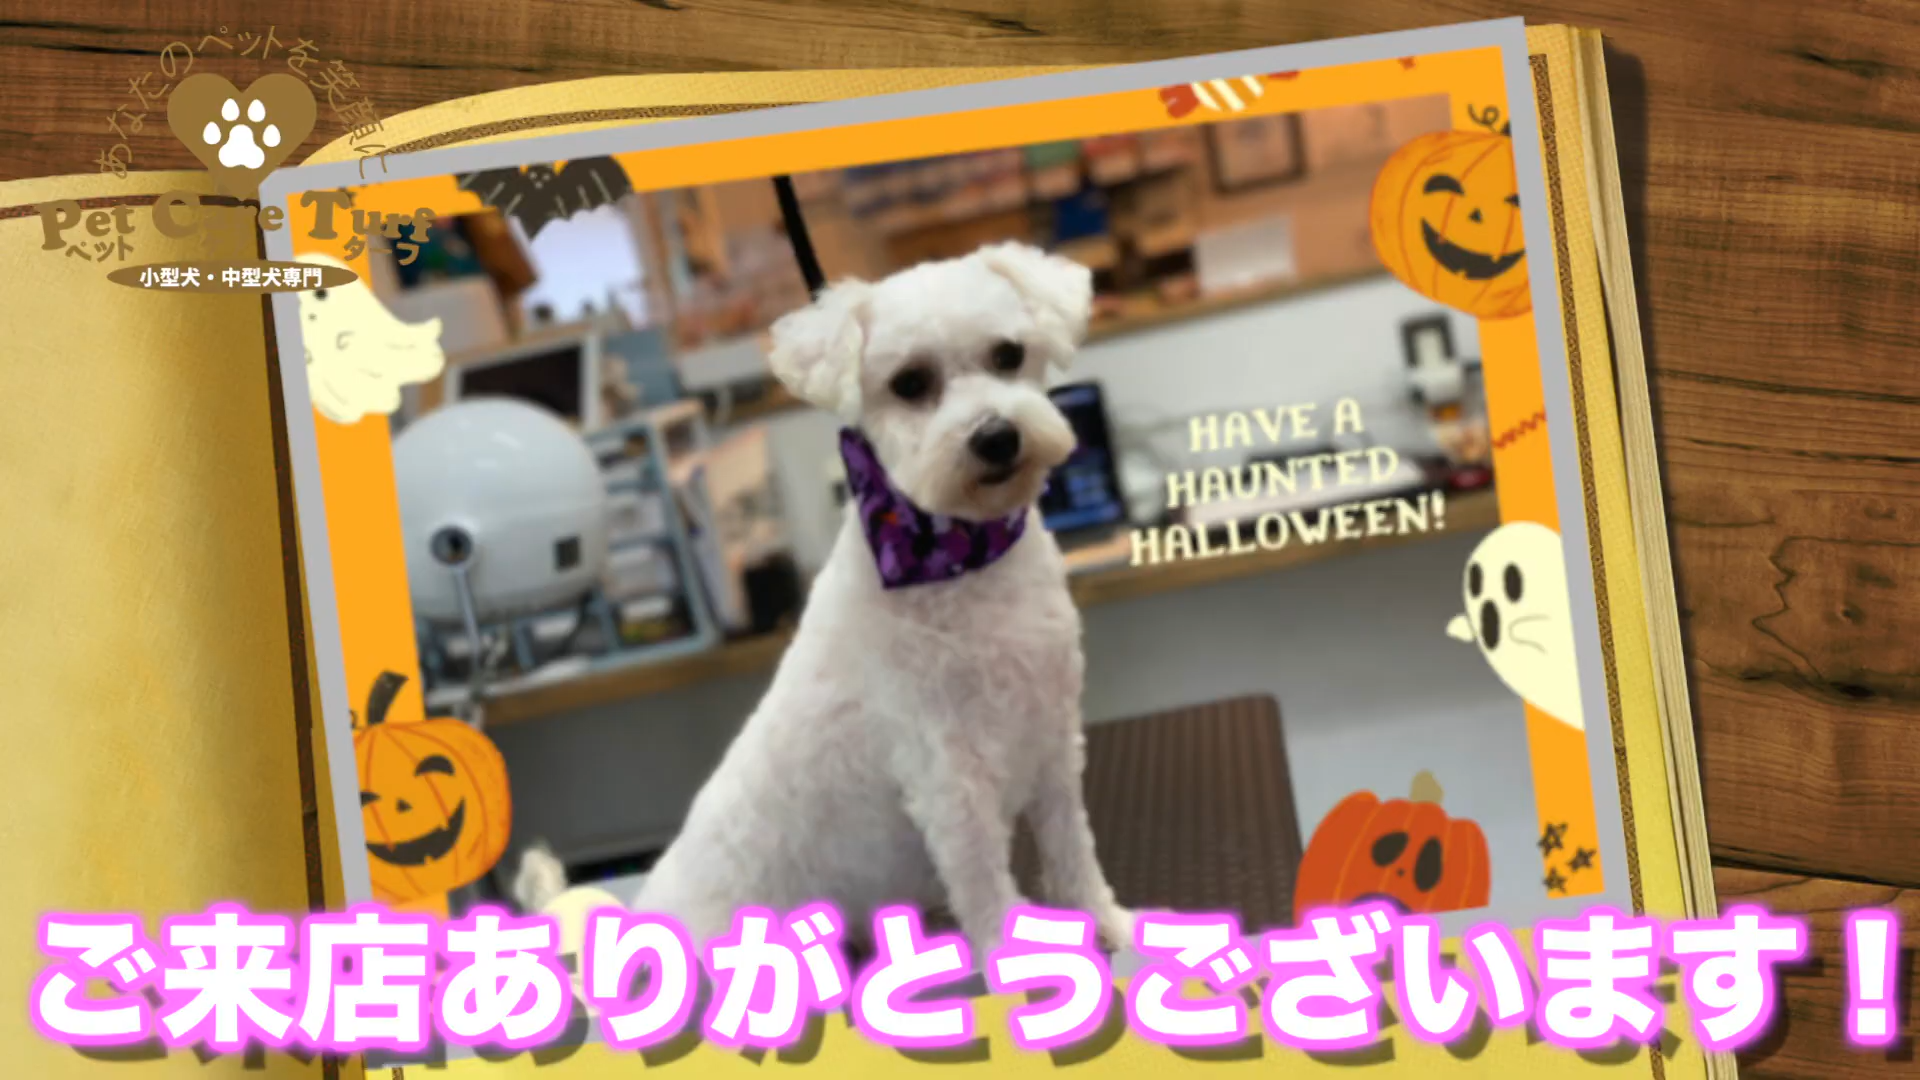 あなたのペットを笑顔に
Pet Care Turf
ペット ターフ
小型犬・中型犬専門
HAVE A
HAUNTED
HALLOWEEN!
ご来店ありがとうございます！